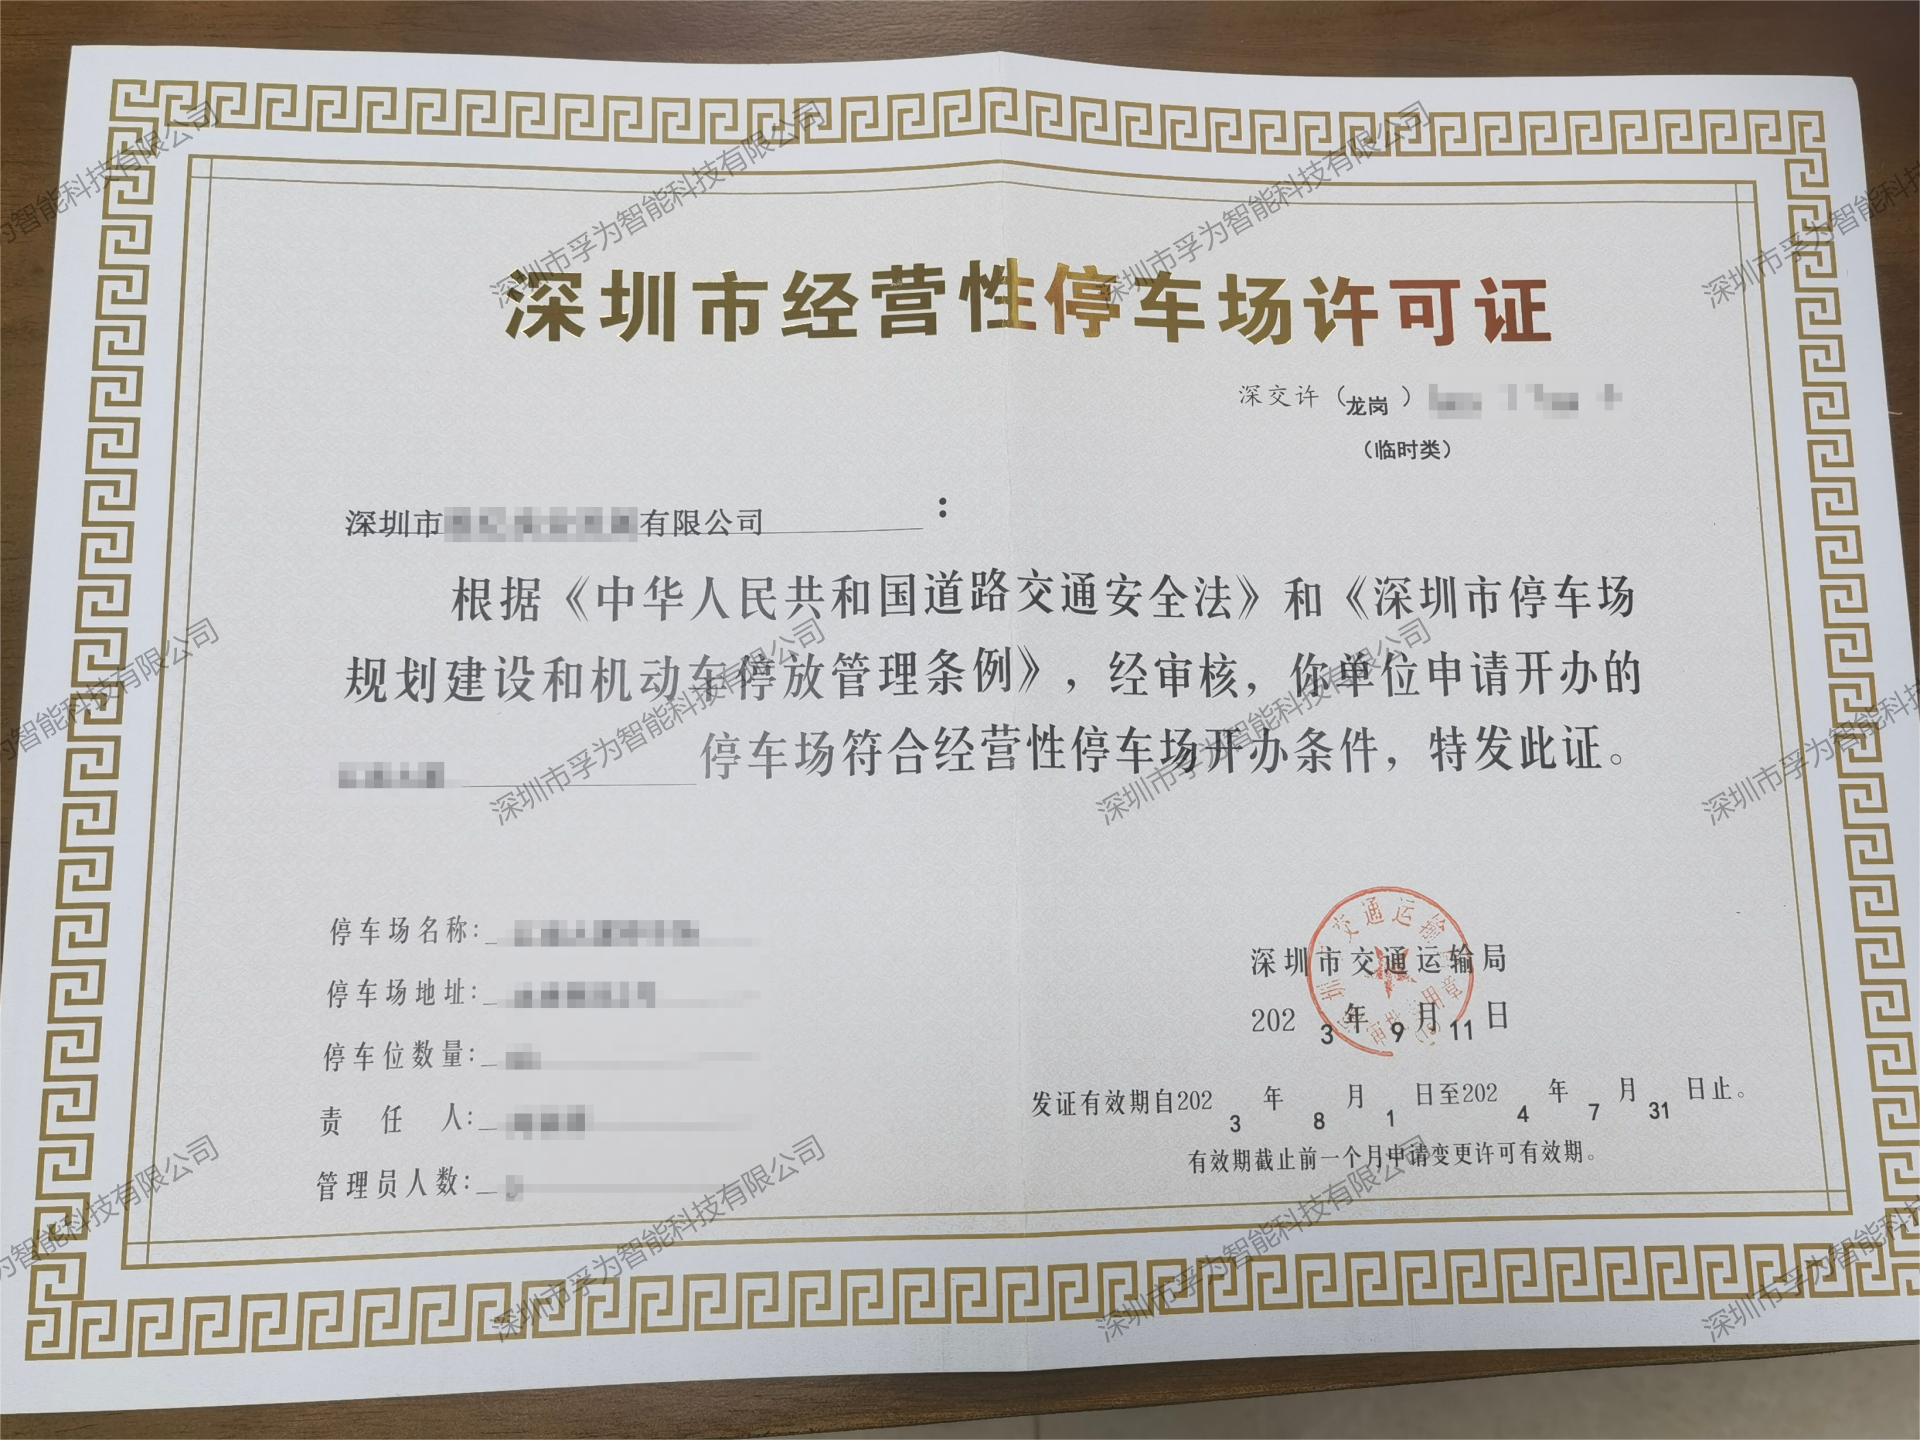 深圳市经营性停车场许可证
深交许（龙岗）
（临时类）
深圳市 有限公司：
根据《中华人民共和国道路交通安全法》和《深圳市停车场
规划建设和机动车停放管理条例》，经审核，你单位申请开办的
停车场符合经营性停车场开办条件，特发此证。
停车场名称：
停车场地址：
停车位数量：
责任人：
管理员人数：
深圳市交通运输局
2023年9月11日
发证有效期自2023年8月1日至2024年7月31日止。
有效期截止前一个月申请变更许可有效期。
深圳市孚为智能科技有限公司